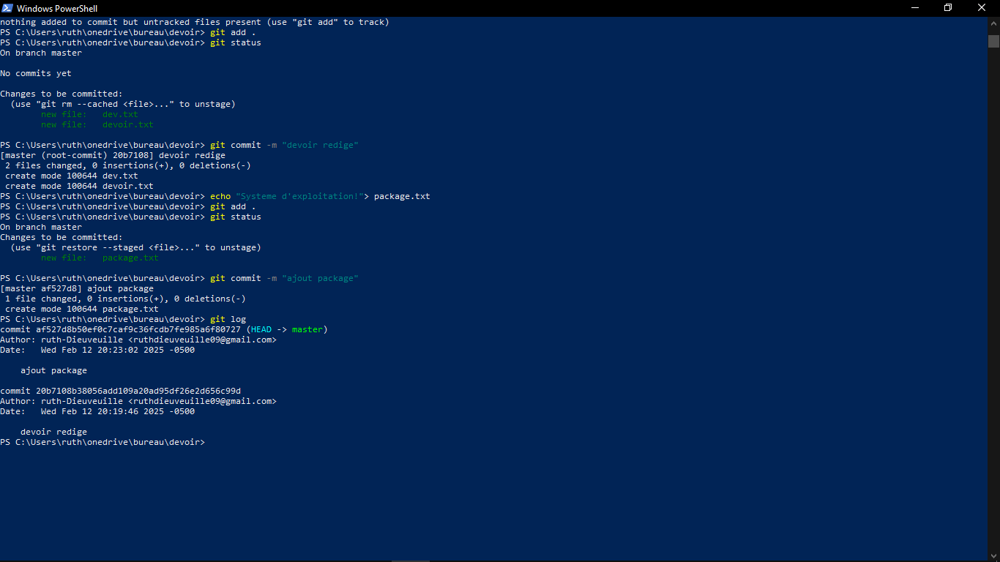 Windows PowerShell
nothing added to commit but untracked files present (use "git add" to track)
PS C:\Users\ruth\onedrive\bureau\devoir> git add .
PS C:\Users\ruth\onedrive\bureau\devoir> git status
On branch master

No commits yet

Changes to be committed:
  (use "git rm --cached <file>..." to unstage)
        new file:   dev.txt
        new file:   devoir.txt

PS C:\Users\ruth\onedrive\bureau\devoir> git commit -m "devoir redige"
[master (root-commit) 20b7108] devoir redige
 2 files changed, 0 insertions(+), 0 deletions(-)
 create mode 100644 dev.txt
 create mode 100644 devoir.txt
PS C:\Users\ruth\onedrive\bureau\devoir> echo "Systeme d'exploitation!"> package.txt
PS C:\Users\ruth\onedrive\bureau\devoir> git add .
PS C:\Users\ruth\onedrive\bureau\devoir> git status
On branch master
Changes to be committed:
  (use "git restore --staged <file>..." to unstage)
        new file:   package.txt

PS C:\Users\ruth\onedrive\bureau\devoir> git commit -m "ajout package"
[master af527d8] ajout package
 1 file changed, 0 insertions(+), 0 deletions(-)
 create mode 100644 package.txt
PS C:\Users\ruth\onedrive\bureau\devoir> git log
commit af527d8b50ef0c7caf9c36fcdb7fe985a6f80727 (HEAD -> master)
Author: ruth-Dieuveuille <ruthdieuveuille09@gmail.com>
Date:   Wed Feb 12 20:23:02 2025 -0500

    ajout package

commit 20b7108b38056add109a20ad95df26e2d656c99d
Author: ruth-Dieuveuille <ruthdieuveuille09@gmail.com>
Date:   Wed Feb 12 20:19:46 2025 -0500

    devoir redige
PS C:\Users\ruth\onedrive\bureau\devoir>